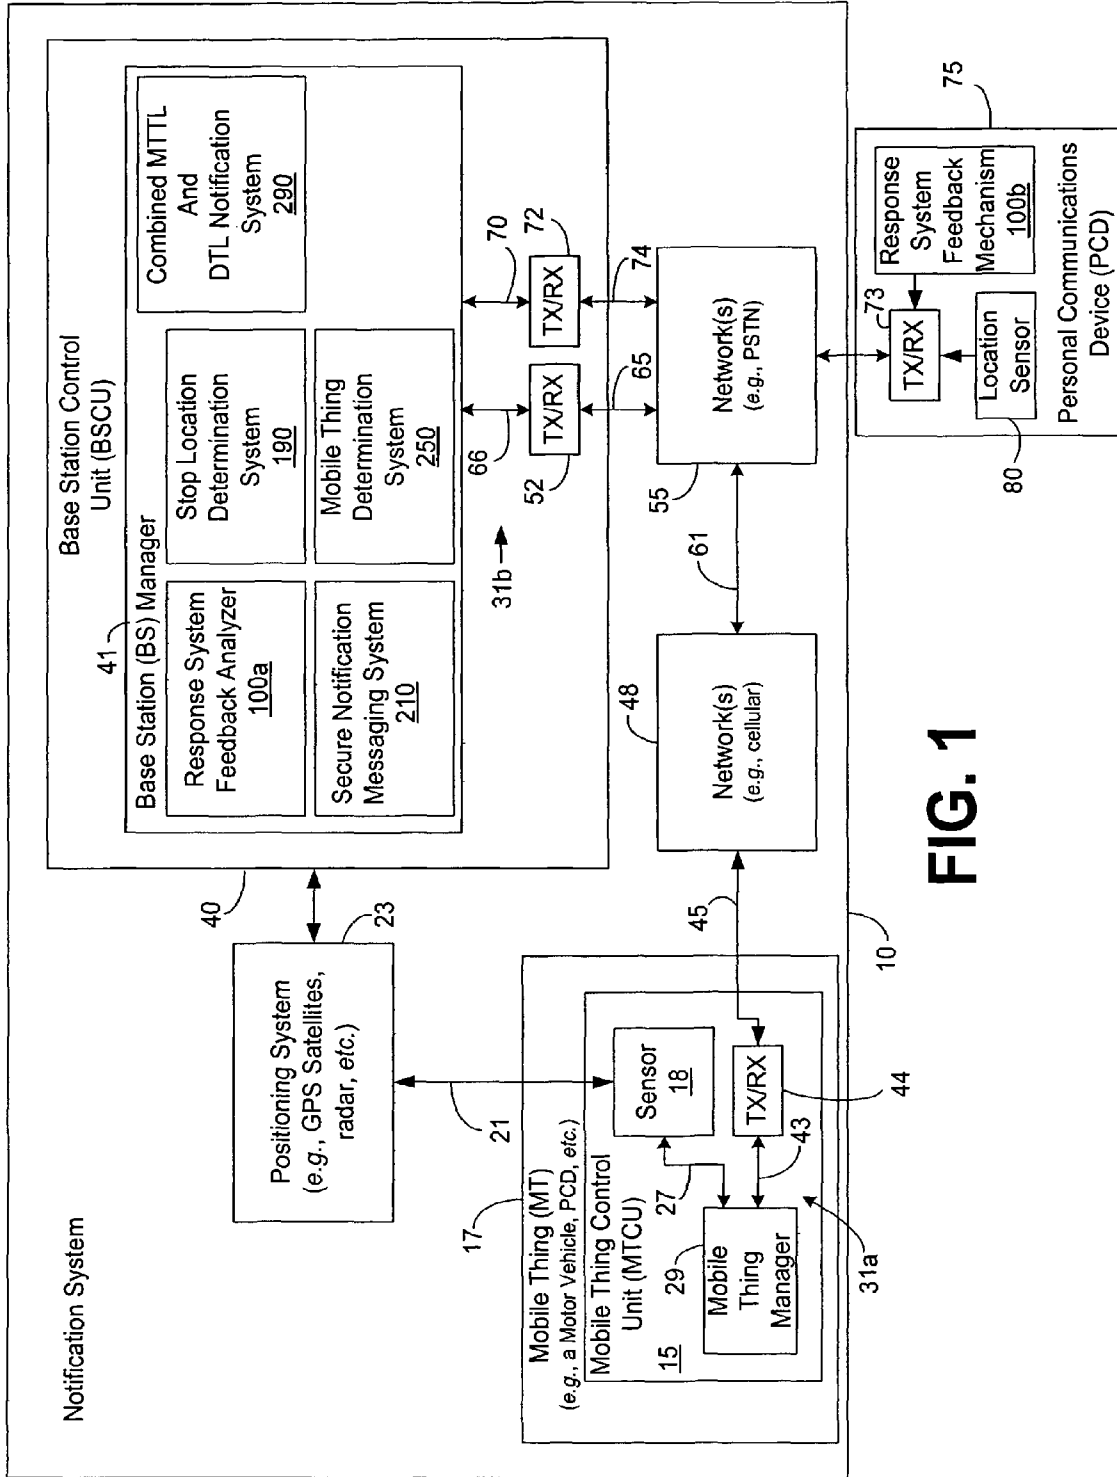 Notification System
Base Station Control
Unit (BSCU)
41
Base Station (BS) Manager
Response System
Feedback Analyzer
100a
Stop Location
Determination
System
190
Combined MTTL
And
DTL Notification
System
290
Secure Notification
Messaging System
210
Mobile Thing
Determination
System
250
40
31b
66
70
52
TX/RX
TX/RX
72
65
74
Positioning System
(e.g., GPS Satellites,
radar, etc.)
23
21
17
Mobile Thing (MT)
(e.g., a Motor Vehicle, PCD, etc.)
Mobile Thing Control
Unit (MTCU)
15
Sensor
18
27
29
Mobile
Thing
Manager
43
TX/RX
44
31a
45
48
Network(s)
(e.g., cellular)
61
55
Network(s)
(e.g., PSTN)
10
75
73
TX/RX
Response
System
Feedback
Mechanism
100b
Location
Sensor
80
Personal Communications
Device (PCD)
FIG. 1